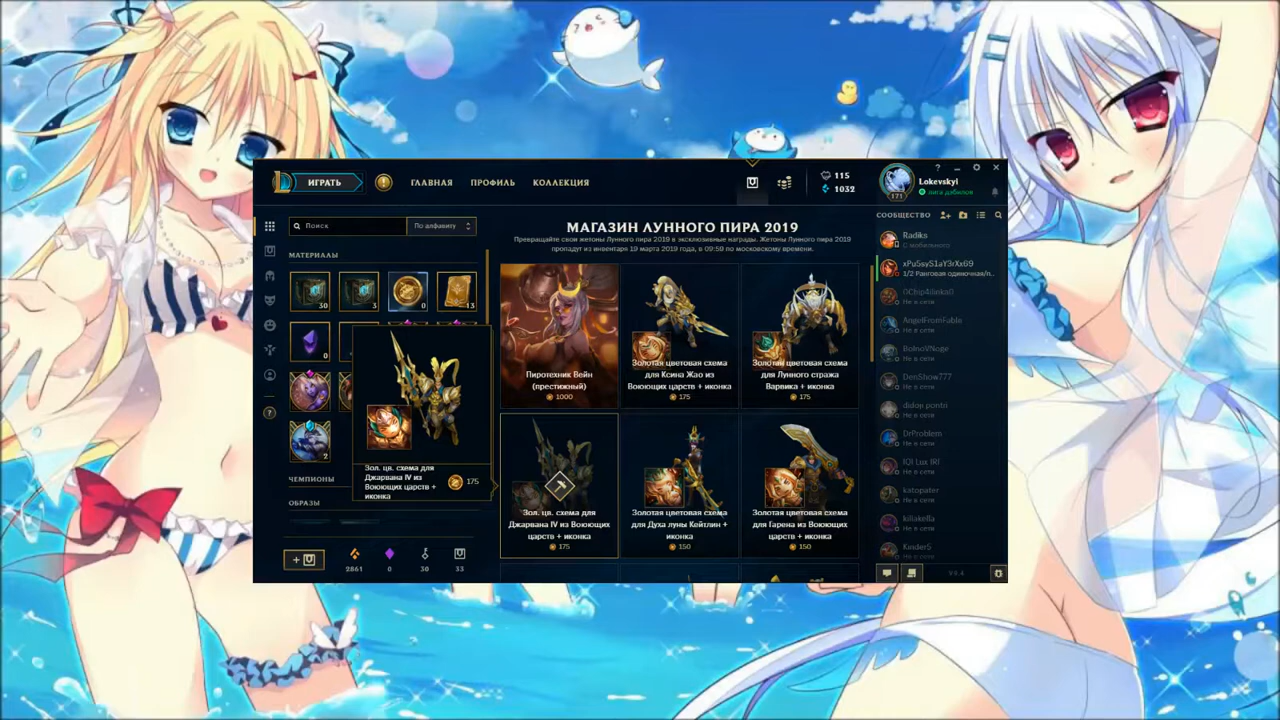 ИГРАТЬ
ГЛАВНАЯ
ПРОФИЛЬ
КОЛЛЕКЦИЯ
115
1032
171
Lokevskyi
Поиск
По алфавиту
МАТЕРИАЛЫ
30
3
0
13
0
2
Зол. цв. схема для
Джарвана IV из
Воюющих царств +
иконка
175
ЧЕМПИОНЫ
ОБРАЗЫ
2861
0
30
33
МАГАЗИН ЛУННОГО ПИРА 2019
Превращайте свои жетоны Лунного пира 2019 в эксклюзивные награды. Жетоны Лунного пира 2019
пропадут из инвентаря 19 марта 2019 года, в 09:59 по московскому времени.
Пиротехник Вейн
(престижный)
1000
Золотая цветовая схема
для Ксина Жао из
Воюющих царств + иконка
175
Золотая цветовая схема
для Лунного стража
Варвика + иконка
175
Зол. цв. схема для
Джарвана IV из Воюющих
царств + иконка
175
Золотая цветовая схема
для Духа луны Кейтлин +
иконка
150
Золотая цветовая схема
для Гарена из Воюющих
царств + иконка
150
СООБЩЕСТВО
Radiks
С мобильного
xPuSsyS1aY3rXx69
1/2 Ранговая одиночная/п..
Не в сети
AngelFromFable
Не в сети
BolnoVNoge
Не в сети
DenShow777
Не в сети
didon pontri
Не в сети
DrProblem
Не в сети
IQI Lux IRI
Не в сети
katopater
Не в сети
kiliakella
Не в сети
Kinder5
Не в сети
V9.4